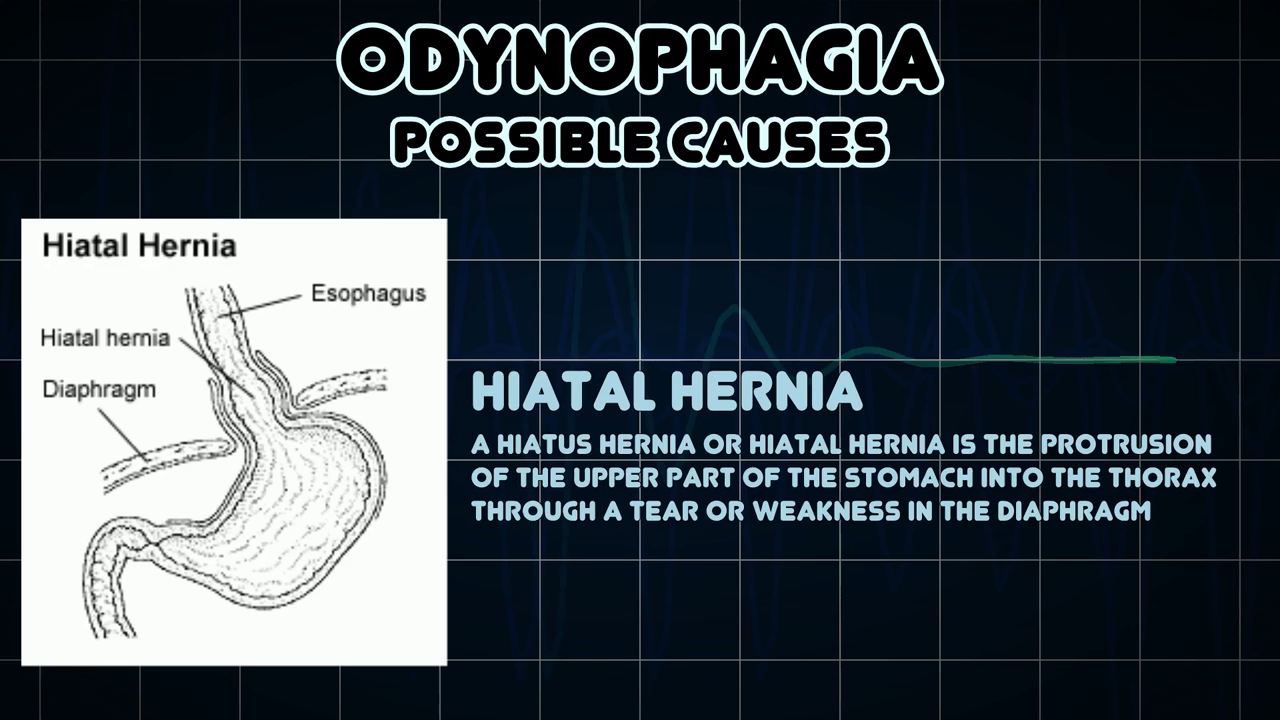 ODYNOPHAGIA
POSSIBLE CAUSES
Hiatal Hernia
Esophagus
Hiatal hernia
Diaphragm
HIATAL HERNIA
A HIATUS HERNIA OR HIATAL HERNIA IS THE PROTRUSION
OF THE UPPER PART OF THE STOMACH INTO THE THORAX
THROUGH A TEAR OR WEAKNESS IN THE DIAPHRAGM